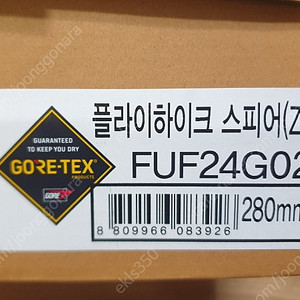 GUARANTEED
TO KEEP YOU DRY
GORE-TEX
PRODUCTS
플라이하이크 스피어(Z
FUF24G02
280mm
8 809966 083926